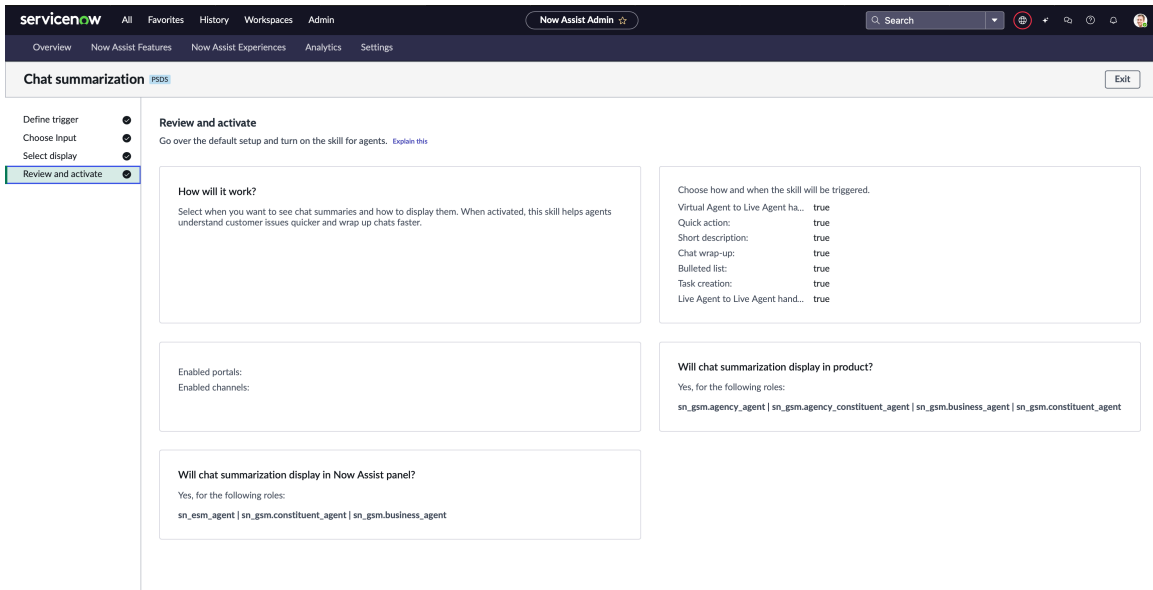 servicenow All Favorites History Workspaces Admin Now Assist Admin Search
Overview Now Assist Features Now Assist Experiences Analytics Settings
Chat summarization PSDS Exit
Define trigger
Choose Input
Select display
Review and activate
Review and activate
Go over the default setup and turn on the skill for agents. Explain this
How will it work?
Select when you want to see chat summaries and how to display them. When activated, this skill helps agents
understand customer issues quicker and wrap up chats faster.
Choose how and when the skill will be triggered.
Virtual Agent to Live Agent ha... true
Quick action: true
Short description: true
Chat wrap-up: true
Bulleted list: true
Task creation: true
Live Agent to Live Agent hand... true
Enabled portals:
Enabled channels:
Will chat summarization display in product?
Yes, for the following roles:
sn_gsm.agency_agent | sn_gsm.agency_constituent_agent | sn_gsm.business_agent | sn_gsm.constituent_agent
Will chat summarization display in Now Assist panel?
Yes, for the following roles:
sn_esm_agent | sn_gsm.constituent_agent | sn_gsm.business_agent